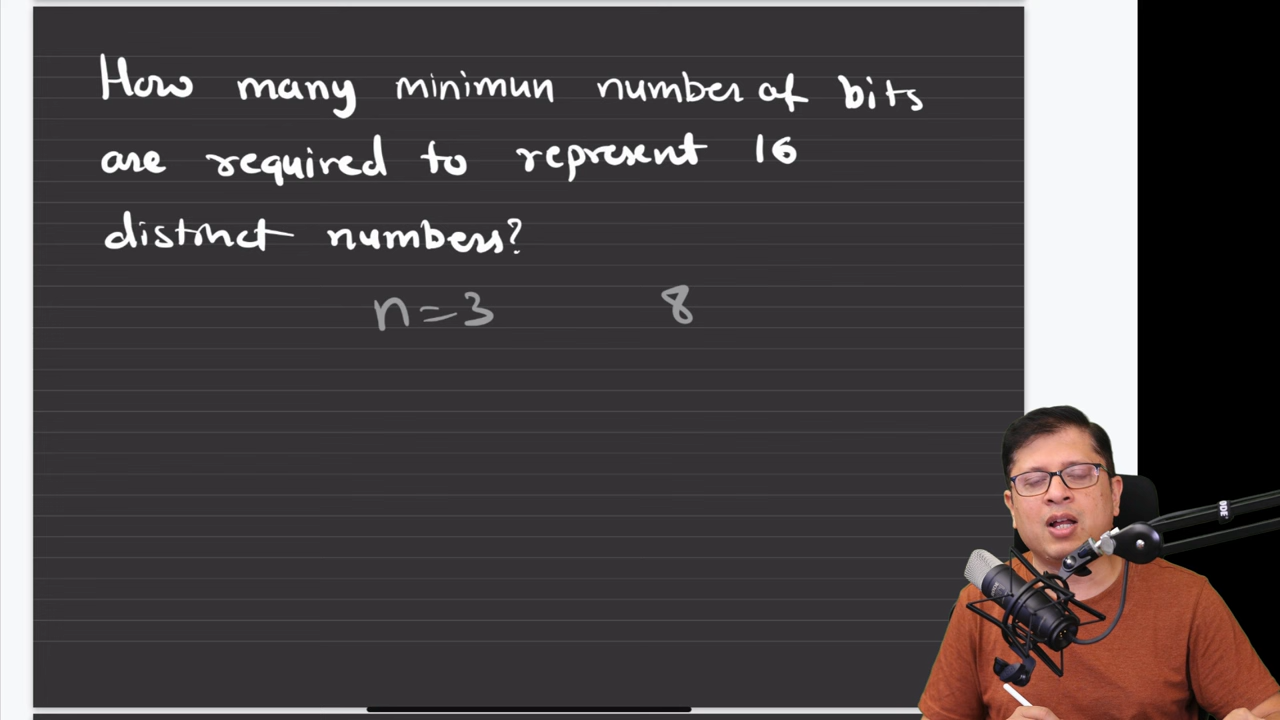 How many minimun number of bits
are required to represent 16
distinct numbers?
n=3 8